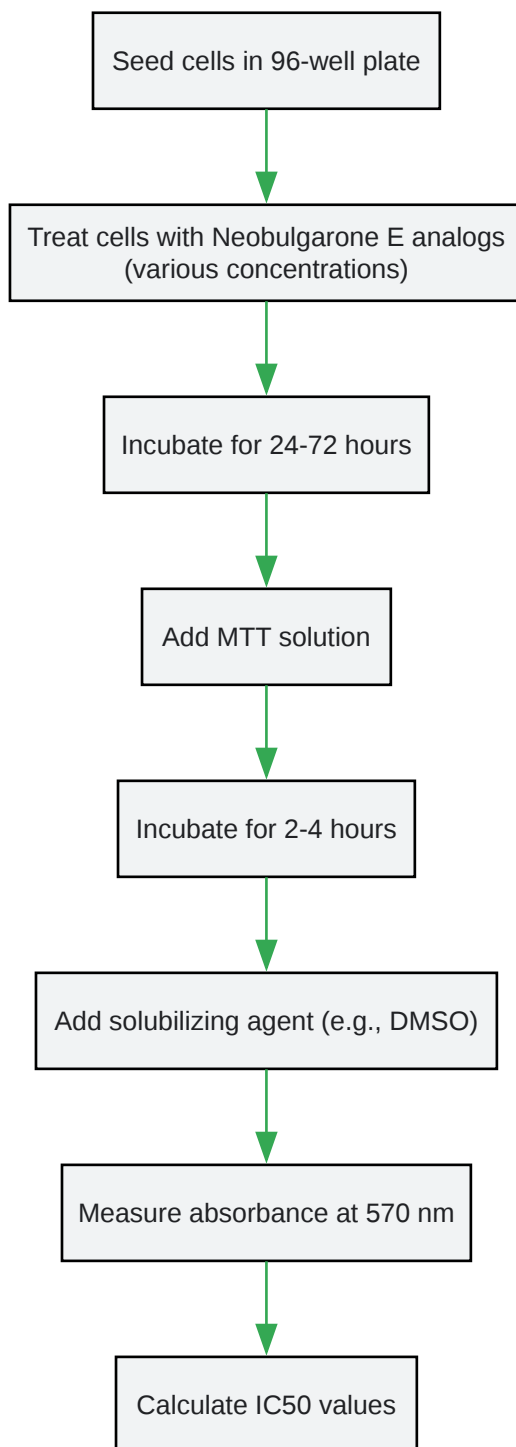 Seed cells in 96-well plate
Treat cells with Neobulgarone E analogs
(various concentrations)
Incubate for 24-72 hours
Add MTT solution
Incubate for 2-4 hours
Add solubilizing agent (e.g., DMSO)
Measure absorbance at 570 nm
Calculate IC50 values